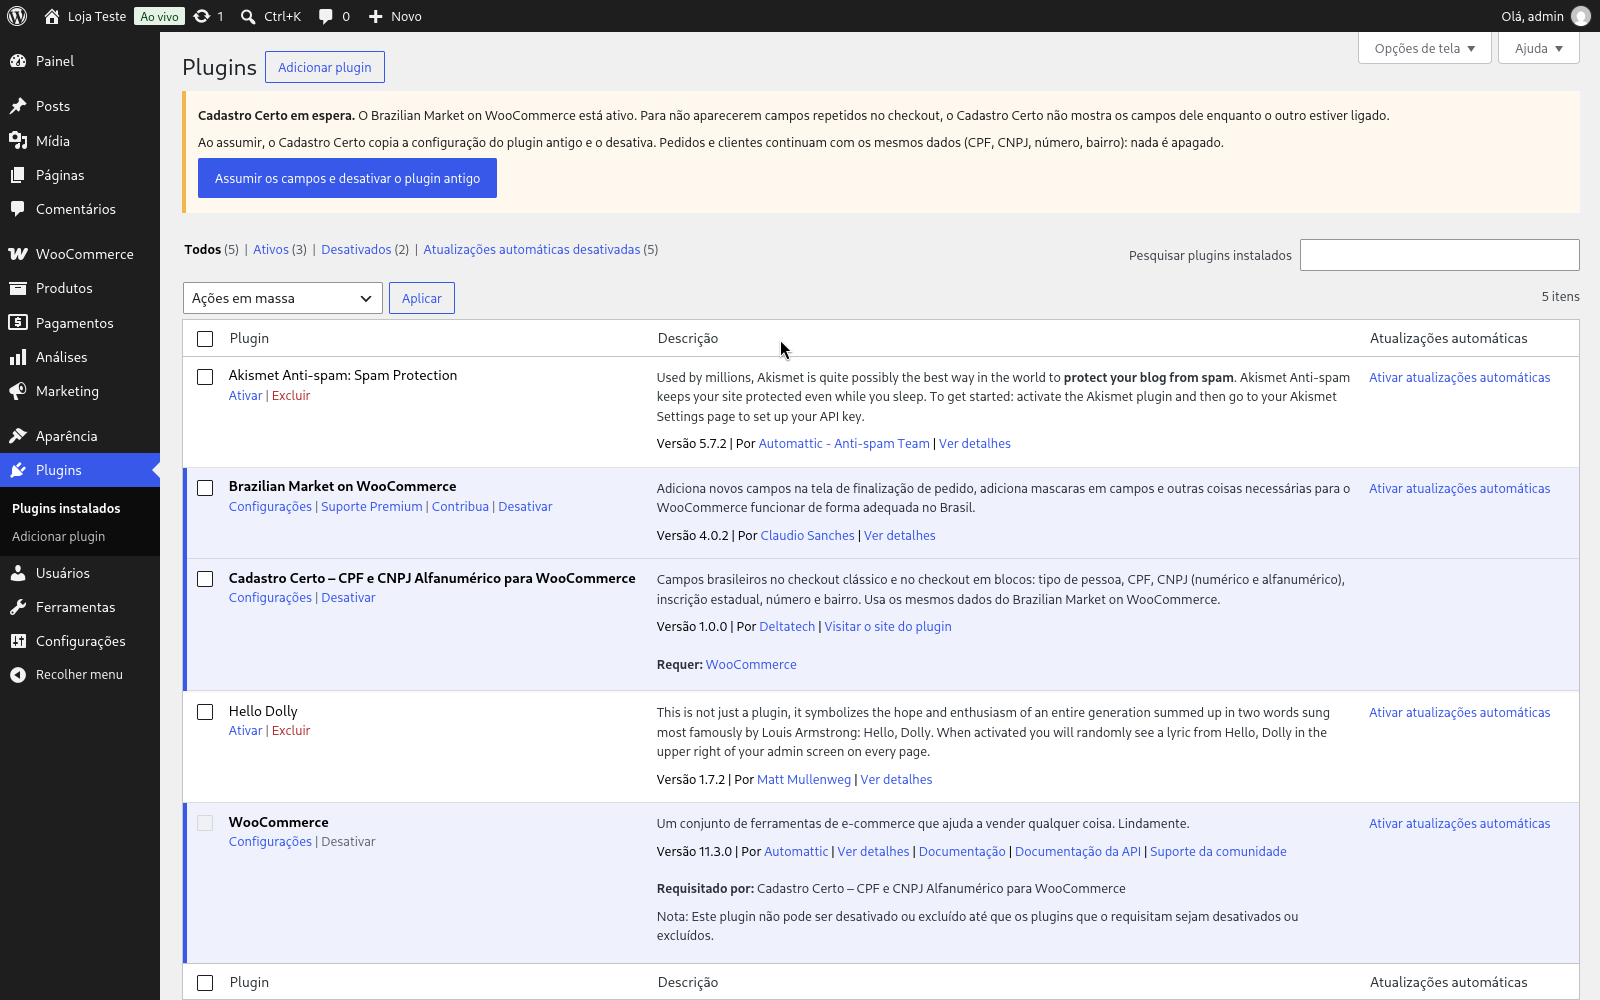 Loja Teste Ao vivo 1 Ctrl+K 0 Novo Olá, admin
Painel
Posts
Mídia
Páginas
Comentários
WooCommerce
Produtos
Pagamentos
Análises
Marketing
Aparência
Plugins
Plugins instalados
Adicionar plugin
Usuários
Ferramentas
Configurações
Recolher menu
Opções de tela Ajuda
Plugins Adicionar plugin
Cadastro Certo em espera. O Brazilian Market on WooCommerce está ativo. Para não aparecerem campos repetidos no checkout, o Cadastro Certo não mostra os campos dele enquanto o outro estiver ligado.
Ao assumir, o Cadastro Certo copia a configuração do plugin antigo e o desativa. Pedidos e clientes continuam com os mesmos dados (CPF, CNPJ, número, bairro): nada é apagado.
Assumir os campos e desativar o plugin antigo
Todos (5) | Ativos (3) | Desativados (2) | Atualizações automáticas desativadas (5)
Pesquisar plugins instalados
Ações em massa Aplicar
5 itens
Plugin Descrição Atualizações automáticas
Akismet Anti-spam: Spam Protection
Ativar | Excluir
Used by millions, Akismet is quite possibly the best way in the world to protect your blog from spam. Akismet Anti-spam
keeps your site protected even while you sleep. To get started: activate the Akismet plugin and then go to your Akismet
Settings page to set up your API key.
Versão 5.7.2 | Por Automattic - Anti-spam Team | Ver detalhes
Ativar atualizações automáticas
Brazilian Market on WooCommerce
Configurações | Suporte Premium | Contribua | Desativar
Adiciona novos campos na tela de finalização de pedido, adiciona mascaras em campos e outras coisas necessárias para o
WooCommerce funcionar de forma adequada no Brasil.
Versão 4.0.2 | Por Claudio Sanches | Ver detalhes
Ativar atualizações automáticas
Cadastro Certo – CPF e CNPJ Alfanumérico para WooCommerce
Configurações | Desativar
Campos brasileiros no checkout clássico e no checkout em blocos: tipo de pessoa, CPF, CNPJ (numérico e alfanumérico),
inscrição estadual, número e bairro. Usa os mesmos dados do Brazilian Market on WooCommerce.
Versão 1.0.0 | Por Deltatech | Visitar o site do plugin
Requer: WooCommerce
Hello Dolly
Ativar | Excluir
This is not just a plugin, it symbolizes the hope and enthusiasm of an entire generation summed up in two words sung
most famously by Louis Armstrong: Hello, Dolly. When activated you will randomly see a lyric from Hello, Dolly in the
upper right of your admin screen on every page.
Versão 1.7.2 | Por Matt Mullenweg | Ver detalhes
Ativar atualizações automáticas
WooCommerce
Configurações | Desativar
Um conjunto de ferramentas de e-commerce que ajuda a vender qualquer coisa. Lindamente.
Versão 11.3.0 | Por Automattic | Ver detalhes | Documentação | Documentação da API | Suporte da comunidade
Requisitado por: Cadastro Certo – CPF e CNPJ Alfanumérico para WooCommerce
Nota: Este plugin não pode ser desativado ou excluído até que os plugins que o requisitam sejam desativados ou
excluídos.
Ativar atualizações automáticas
Plugin Descrição Atualizações automáticas